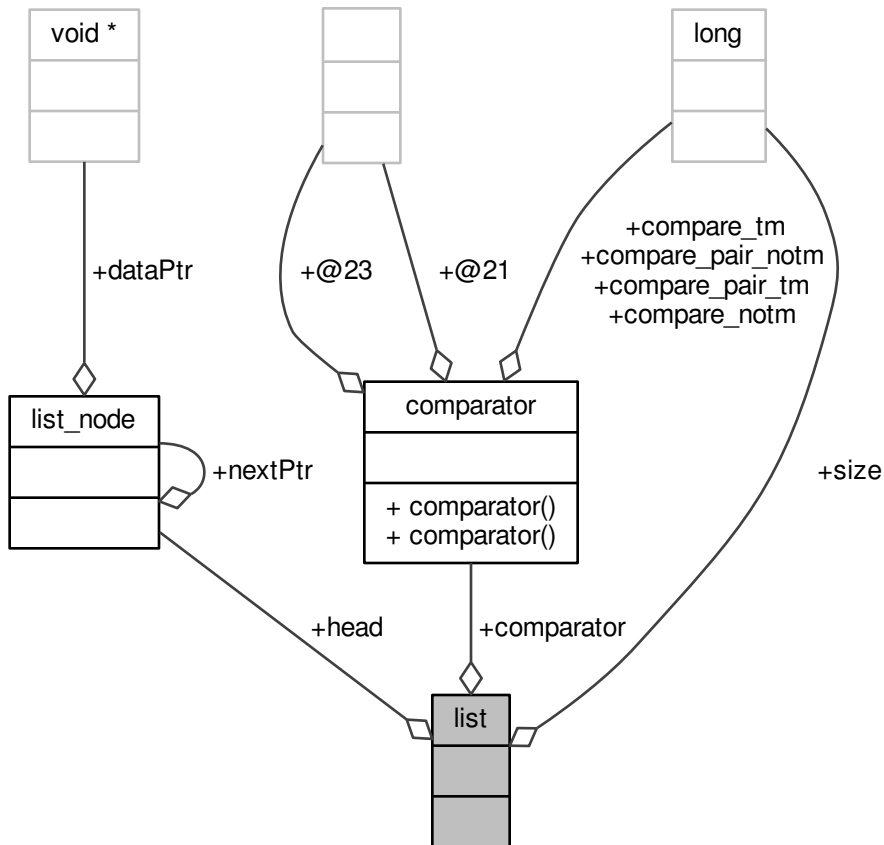 void *
long
+compare_tm
+compare_pair_notm
+compare_pair_tm
+compare_notm
+dataPtr
+@23
+@21
list_node
comparator
+nextPtr
+size
+ comparator()
+ comparator()
+head
+comparator
list